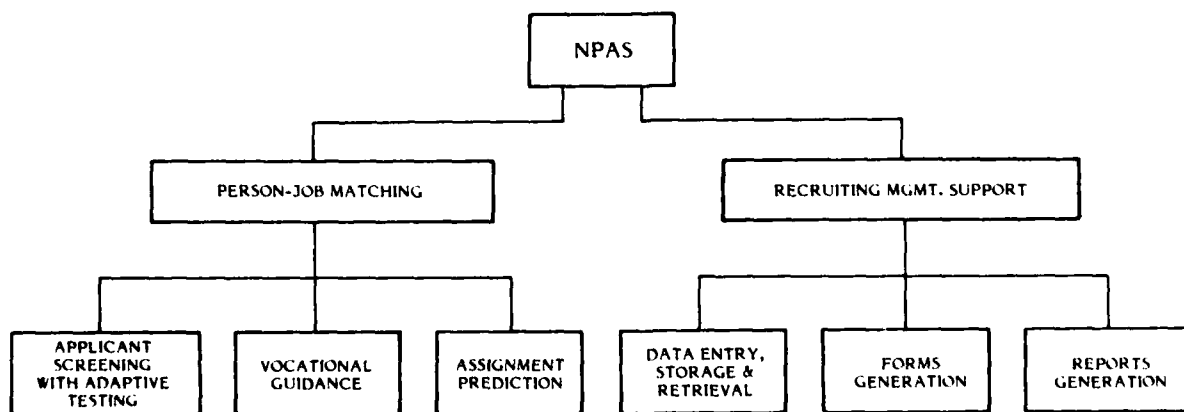 NPAS
PERSON-JOB MATCHING
RECRUITING MGMT. SUPPORT
APPLICANT
SCREENING
WITH ADAPTIVE
TESTING
VOCATIONAL
GUIDANCE
ASSIGNMENT
PREDICTION
DATA ENTRY,
STORAGE &
RETRIEVAL
FORMS
GENERATION
REPORTS
GENERATION